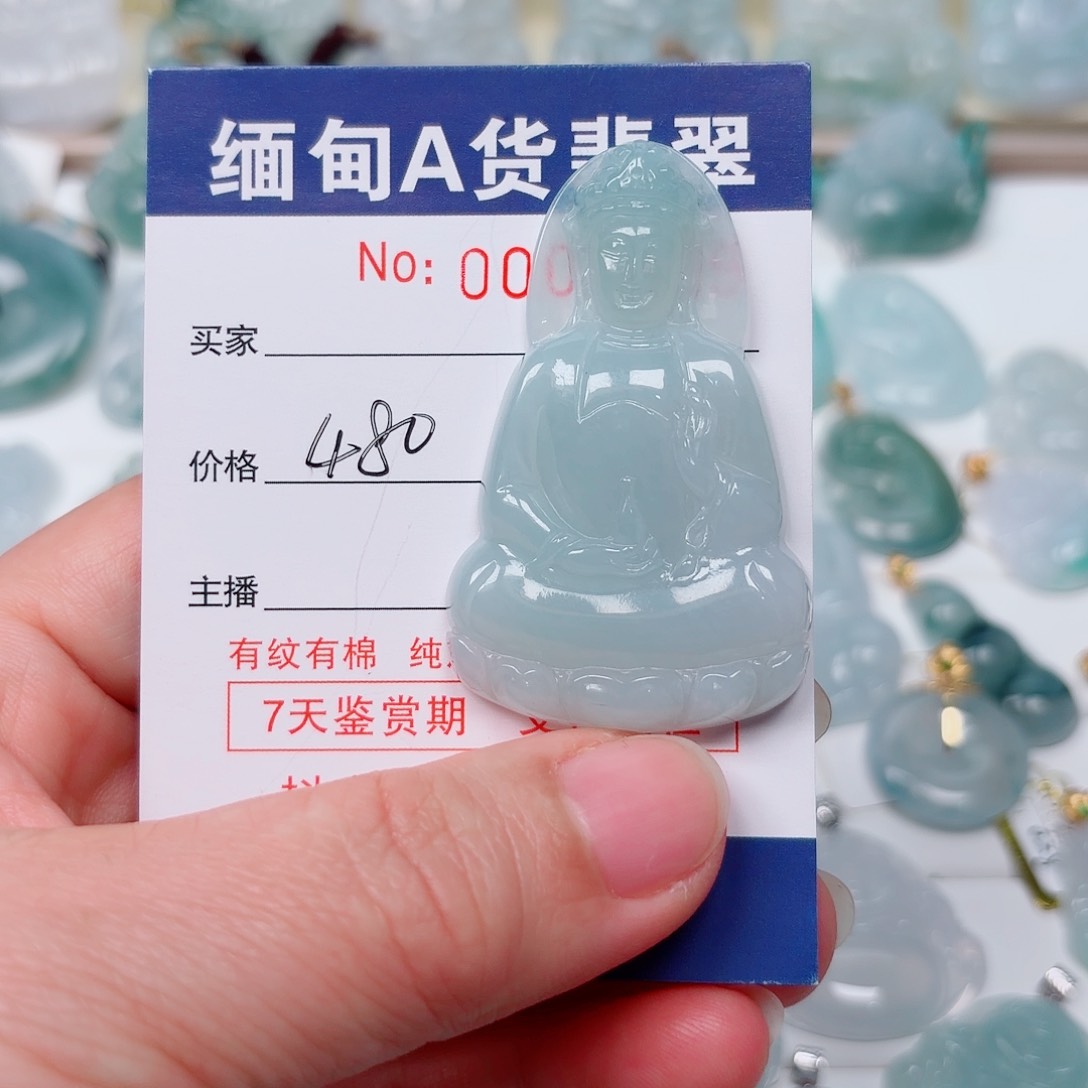 缅甸A货翡翠
No: 000
买家
价格 480
主播
有纹有棉 纯
7天鉴赏期